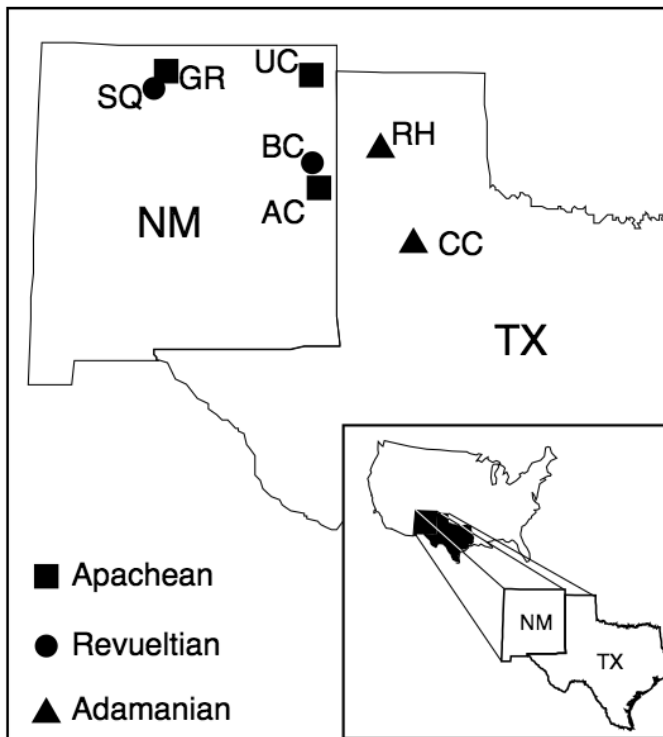 UC
GR
SQ
RH
BC
AC
NM
CC
TX
Apachean
Revueltian
Adamanian
NM
TX